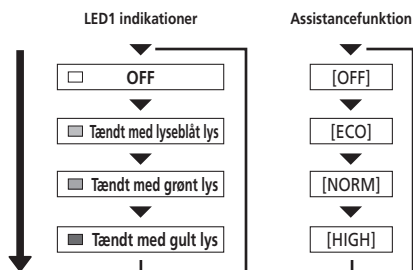 LED1 indikationer
Assistancefunktion
OFF
[OFF]
Tændt med lyseblåt lys
[ECO]
Tændt med grønt lys
[NORM]
Tændt med gult lys
[HIGH]